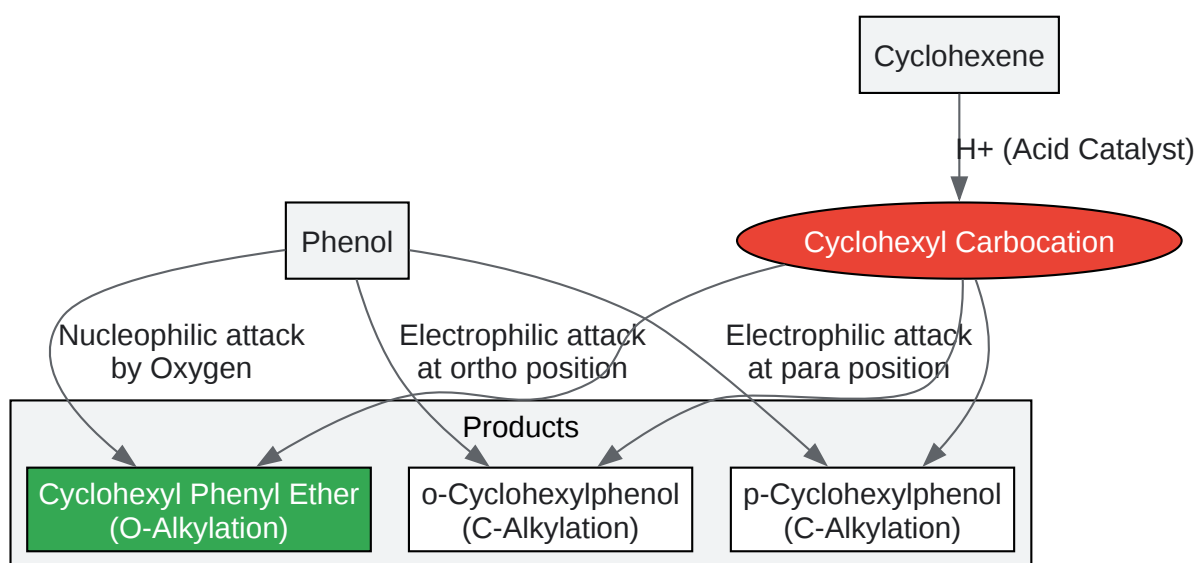 Cyclohexene
H+ (Acid Catalyst)
Phenol
Cyclohexyl Carbocation
Nucleophilic attack
by Oxygen
Electrophilic attack
at ortho position
Electrophilic attack
at para position
Products
Cyclohexyl Phenyl Ether
(O-Alkylation)
o-Cyclohexylphenol
(C-Alkylation)
p-Cyclohexylphenol
(C-Alkylation)